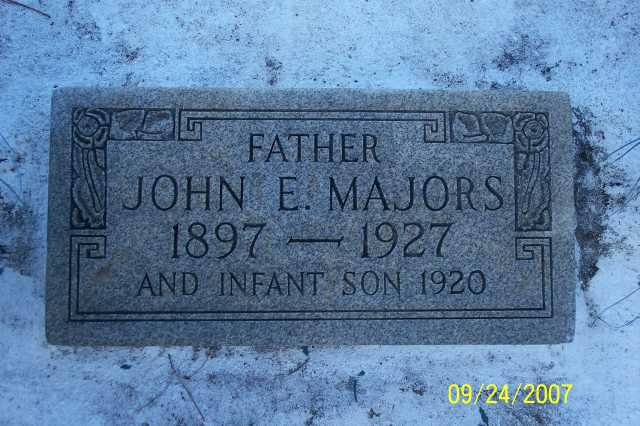 FATHER
JOHN E. MAJORS
1897 — 1927
AND INFANT SON 1920
09/24/2007